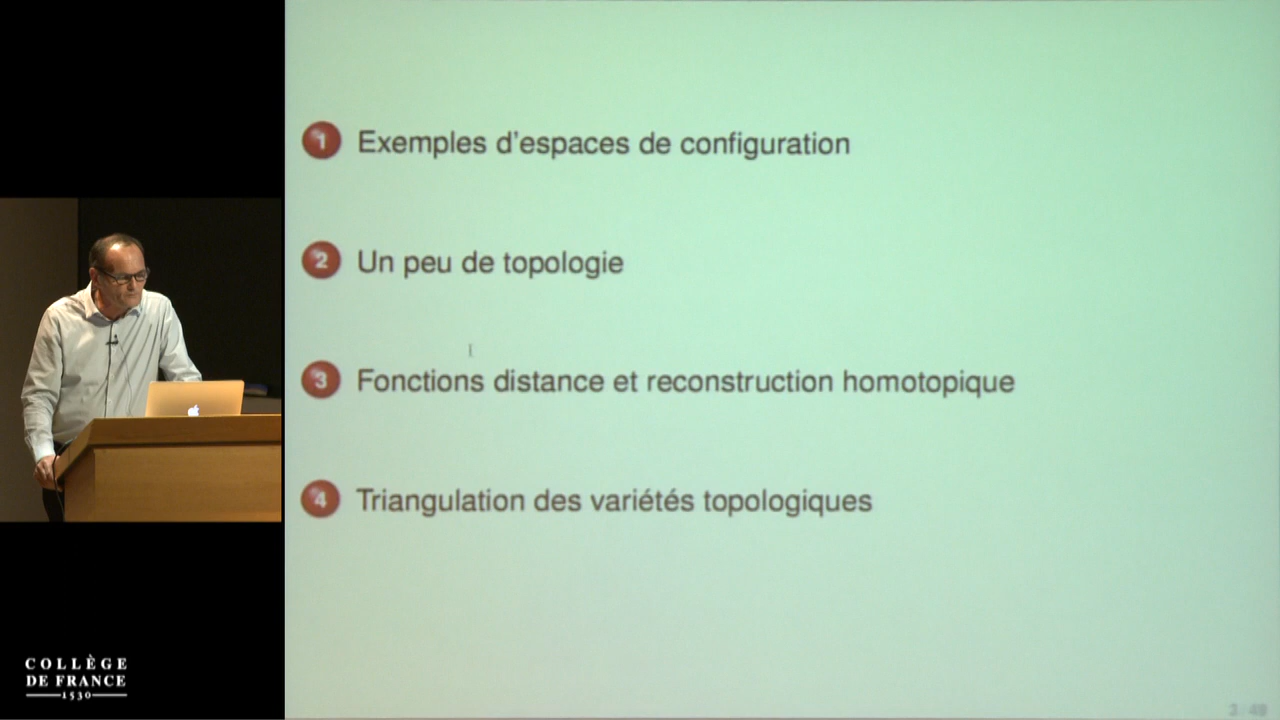 1 Exemples d'espaces de configuration
2 Un peu de topologie
3 Fonctions distance et reconstruction homotopique
4 Triangulation des variétés topologiques
COLLÈGE
DE FRANCE
1530